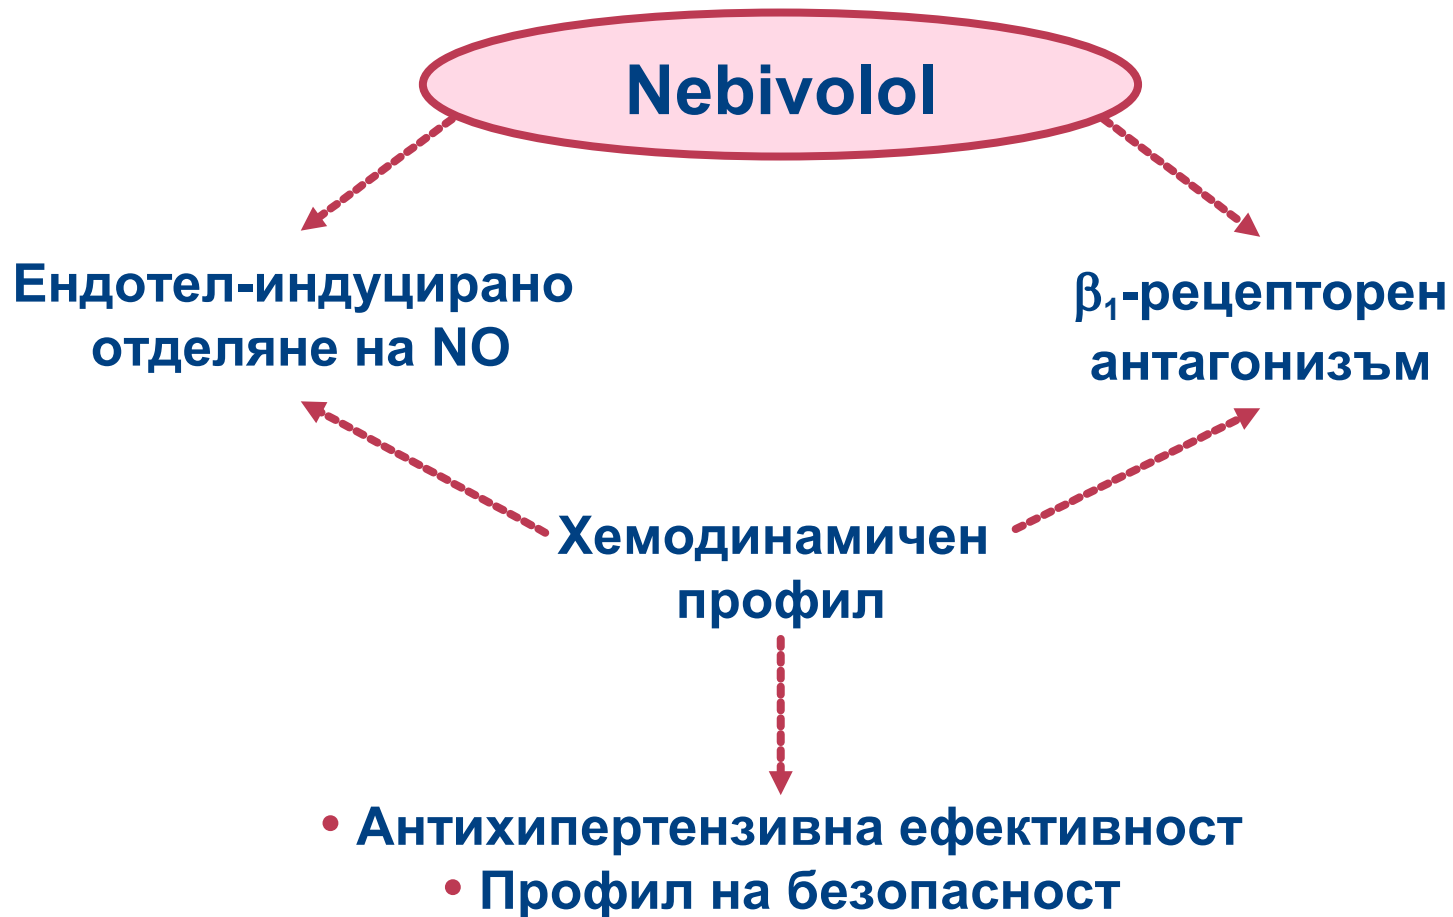 Nebivolol
Ендотел-индуцирано
отделяне на NO
β₁-рецепторен
антагонизъм
Хемодинамичен
профил
• Антихипертензивна ефективност
• Профил на безопасност